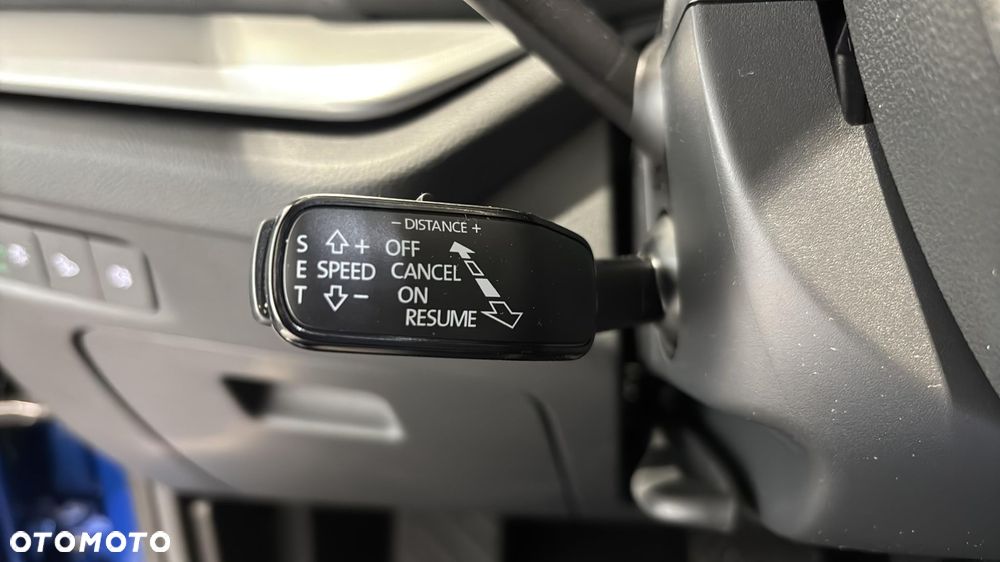 - DISTANCE +
S + OFF
E SPEED CANCEL
T - ON
RESUME
OTOMOTO